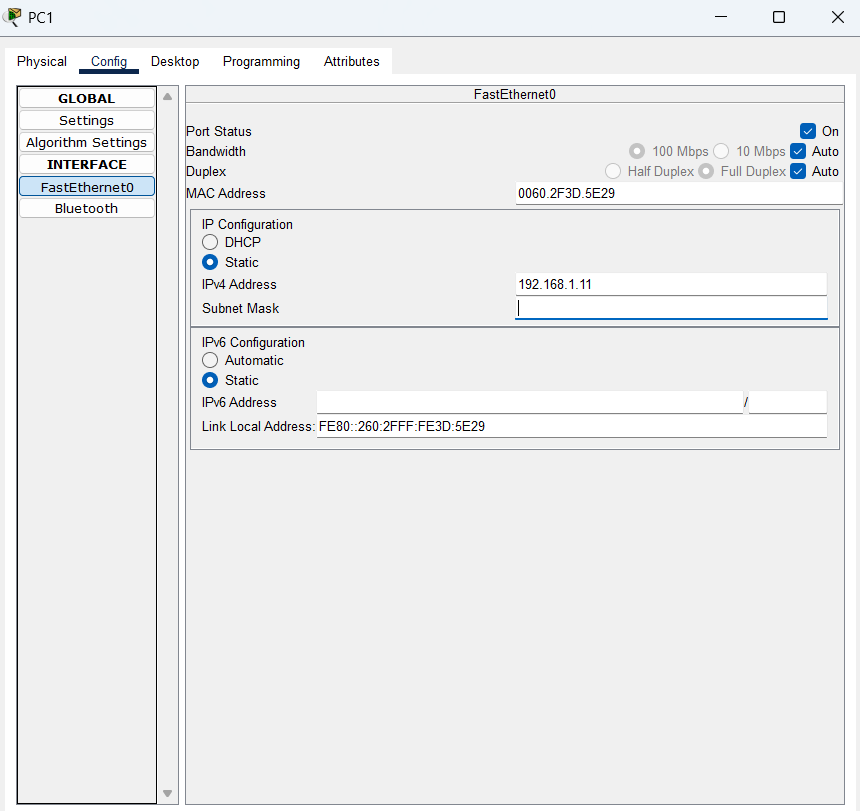 PC1
Physical Config Desktop Programming Attributes
GLOBAL
Settings
Algorithm Settings
INTERFACE
FastEthernet0
Bluetooth
FastEthernet0
Port Status On
Bandwidth 100 Mbps 10 Mbps Auto
Duplex Half Duplex Full Duplex Auto
MAC Address 0060.2F3D.5E29
IP Configuration
DHCP
Static
IPv4 Address 192.168.1.11
Subnet Mask
IPv6 Configuration
Automatic
Static
IPv6 Address /
Link Local Address: FE80::260:2FFF:FE3D:5E29